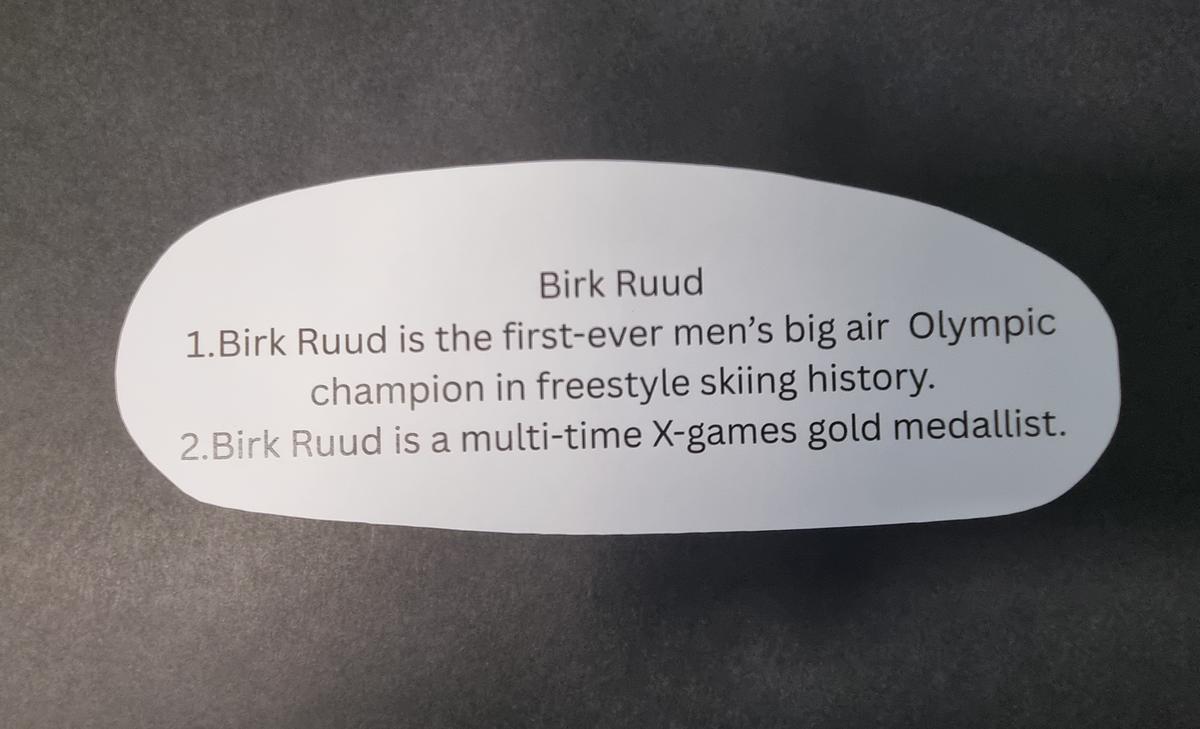 Birk Ruud
1.Birk Ruud is the first-ever men’s big air  Olympic
champion in freestyle skiing history.
2.Birk Ruud is a multi-time X-games gold medallist.